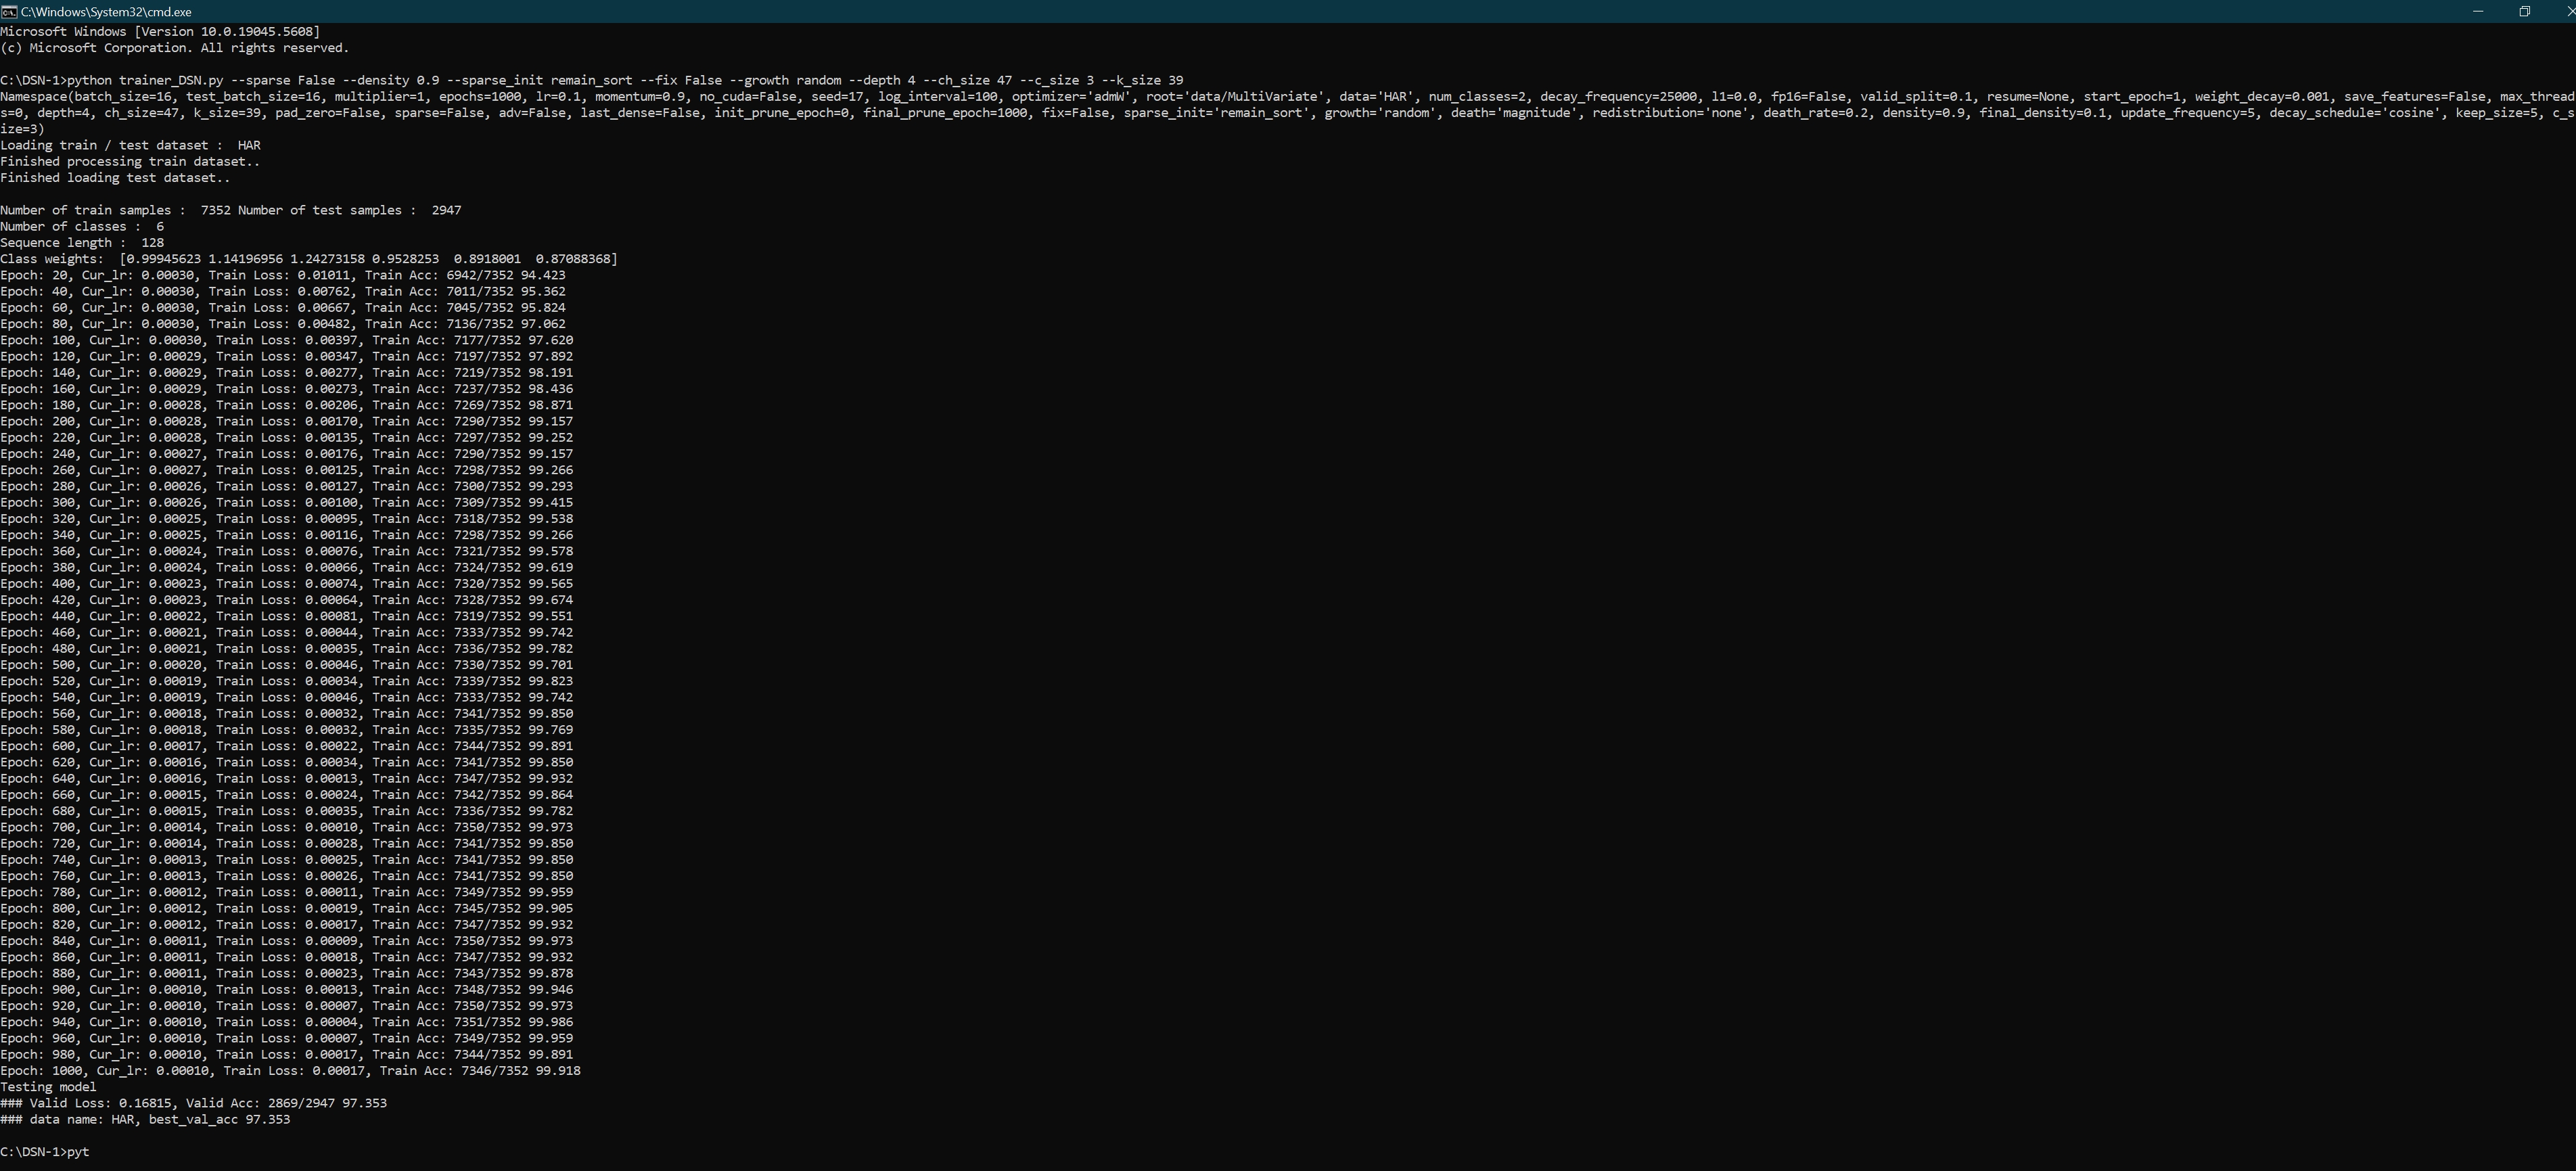 C:\Windows\System32\cmd.exe
Microsoft Windows [Version 10.0.19045.5608]
(c) Microsoft Corporation. All rights reserved.
C:\DSN-1>python trainer_DSN.py --sparse False --density 0.9 --sparse_init remain_sort --fix False --growth random --depth 4 --ch_size 47 --c_size 3 --k_size 39
Namespace(batch_size=16, test_batch_size=16, multiplier=1, epochs=1000, lr=0.1, momentum=0.9, no_cuda=False, seed=17, log_interval=100, optimizer='admW', root='data/MultiVariate', data='HAR', num_classes=2, decay_frequency=25000, l1=0.0, fp16=False, valid_split=0.1, resume=None, start_epoch=1, weight_decay=0.001, save_features=False, max_thread
s=0, depth=4, ch_size=47, k_size=39, pad_zero=False, sparse=False, adv=False, last_dense=False, init_prune_epoch=0, final_prune_epoch=1000, fix=False, sparse_init='remain_sort', growth='random', death='magnitude', redistribution='none', death_rate=0.2, density=0.9, final_density=0.1, update_frequency=5, decay_schedule='cosine', keep_size=5, c_s
ize=3)
Loading train / test dataset :  HAR
Finished processing train dataset..
Finished loading test dataset..
Number of train samples :  7352 Number of test samples :  2947
Number of classes :  6
Sequence length :  128
Class weights:  [0.99945623 1.14196956 1.24273158 0.9528253  0.8918001  0.87088368]
Epoch: 20, Cur_lr: 0.00030, Train Loss: 0.01011, Train Acc: 6942/7352 94.423
Epoch: 40, Cur_lr: 0.00030, Train Loss: 0.00762, Train Acc: 7011/7352 95.362
Epoch: 60, Cur_lr: 0.00030, Train Loss: 0.00667, Train Acc: 7045/7352 95.824
Epoch: 80, Cur_lr: 0.00030, Train Loss: 0.00482, Train Acc: 7136/7352 97.062
Epoch: 100, Cur_lr: 0.00030, Train Loss: 0.00397, Train Acc: 7177/7352 97.620
Epoch: 120, Cur_lr: 0.00029, Train Loss: 0.00347, Train Acc: 7197/7352 97.892
Epoch: 140, Cur_lr: 0.00029, Train Loss: 0.00277, Train Acc: 7219/7352 98.191
Epoch: 160, Cur_lr: 0.00029, Train Loss: 0.00273, Train Acc: 7237/7352 98.436
Epoch: 180, Cur_lr: 0.00028, Train Loss: 0.00206, Train Acc: 7269/7352 98.871
Epoch: 200, Cur_lr: 0.00028, Train Loss: 0.00170, Train Acc: 7290/7352 99.157
Epoch: 220, Cur_lr: 0.00028, Train Loss: 0.00135, Train Acc: 7297/7352 99.252
Epoch: 240, Cur_lr: 0.00027, Train Loss: 0.00176, Train Acc: 7290/7352 99.157
Epoch: 260, Cur_lr: 0.00027, Train Loss: 0.00125, Train Acc: 7298/7352 99.266
Epoch: 280, Cur_lr: 0.00026, Train Loss: 0.00127, Train Acc: 7300/7352 99.293
Epoch: 300, Cur_lr: 0.00026, Train Loss: 0.00100, Train Acc: 7309/7352 99.415
Epoch: 320, Cur_lr: 0.00025, Train Loss: 0.00095, Train Acc: 7318/7352 99.538
Epoch: 340, Cur_lr: 0.00025, Train Loss: 0.00116, Train Acc: 7298/7352 99.266
Epoch: 360, Cur_lr: 0.00024, Train Loss: 0.00076, Train Acc: 7321/7352 99.578
Epoch: 380, Cur_lr: 0.00024, Train Loss: 0.00066, Train Acc: 7324/7352 99.619
Epoch: 400, Cur_lr: 0.00023, Train Loss: 0.00074, Train Acc: 7320/7352 99.565
Epoch: 420, Cur_lr: 0.00023, Train Loss: 0.00064, Train Acc: 7328/7352 99.674
Epoch: 440, Cur_lr: 0.00022, Train Loss: 0.00081, Train Acc: 7319/7352 99.551
Epoch: 460, Cur_lr: 0.00021, Train Loss: 0.00044, Train Acc: 7333/7352 99.742
Epoch: 480, Cur_lr: 0.00021, Train Loss: 0.00035, Train Acc: 7336/7352 99.782
Epoch: 500, Cur_lr: 0.00020, Train Loss: 0.00046, Train Acc: 7330/7352 99.701
Epoch: 520, Cur_lr: 0.00019, Train Loss: 0.00034, Train Acc: 7339/7352 99.823
Epoch: 540, Cur_lr: 0.00019, Train Loss: 0.00046, Train Acc: 7333/7352 99.742
Epoch: 560, Cur_lr: 0.00018, Train Loss: 0.00032, Train Acc: 7341/7352 99.850
Epoch: 580, Cur_lr: 0.00018, Train Loss: 0.00032, Train Acc: 7335/7352 99.769
Epoch: 600, Cur_lr: 0.00017, Train Loss: 0.00022, Train Acc: 7344/7352 99.891
Epoch: 620, Cur_lr: 0.00016, Train Loss: 0.00034, Train Acc: 7341/7352 99.850
Epoch: 640, Cur_lr: 0.00016, Train Loss: 0.00013, Train Acc: 7347/7352 99.932
Epoch: 660, Cur_lr: 0.00015, Train Loss: 0.00024, Train Acc: 7342/7352 99.864
Epoch: 680, Cur_lr: 0.00015, Train Loss: 0.00035, Train Acc: 7336/7352 99.782
Epoch: 700, Cur_lr: 0.00014, Train Loss: 0.00010, Train Acc: 7350/7352 99.973
Epoch: 720, Cur_lr: 0.00014, Train Loss: 0.00028, Train Acc: 7341/7352 99.850
Epoch: 740, Cur_lr: 0.00013, Train Loss: 0.00025, Train Acc: 7341/7352 99.850
Epoch: 760, Cur_lr: 0.00013, Train Loss: 0.00026, Train Acc: 7341/7352 99.850
Epoch: 780, Cur_lr: 0.00012, Train Loss: 0.00011, Train Acc: 7349/7352 99.959
Epoch: 800, Cur_lr: 0.00012, Train Loss: 0.00019, Train Acc: 7345/7352 99.905
Epoch: 820, Cur_lr: 0.00012, Train Loss: 0.00017, Train Acc: 7347/7352 99.932
Epoch: 840, Cur_lr: 0.00011, Train Loss: 0.00009, Train Acc: 7350/7352 99.973
Epoch: 860, Cur_lr: 0.00011, Train Loss: 0.00018, Train Acc: 7347/7352 99.932
Epoch: 880, Cur_lr: 0.00011, Train Loss: 0.00023, Train Acc: 7343/7352 99.878
Epoch: 900, Cur_lr: 0.00010, Train Loss: 0.00013, Train Acc: 7348/7352 99.946
Epoch: 920, Cur_lr: 0.00010, Train Loss: 0.00007, Train Acc: 7350/7352 99.973
Epoch: 940, Cur_lr: 0.00010, Train Loss: 0.00004, Train Acc: 7351/7352 99.986
Epoch: 960, Cur_lr: 0.00010, Train Loss: 0.00007, Train Acc: 7349/7352 99.959
Epoch: 980, Cur_lr: 0.00010, Train Loss: 0.00017, Train Acc: 7344/7352 99.891
Epoch: 1000, Cur_lr: 0.00010, Train Loss: 0.00017, Train Acc: 7346/7352 99.918
Testing model
### Valid Loss: 0.16815, Valid Acc: 2869/2947 97.353
### data name: HAR, best_val_acc 97.353
C:\DSN-1>pyt